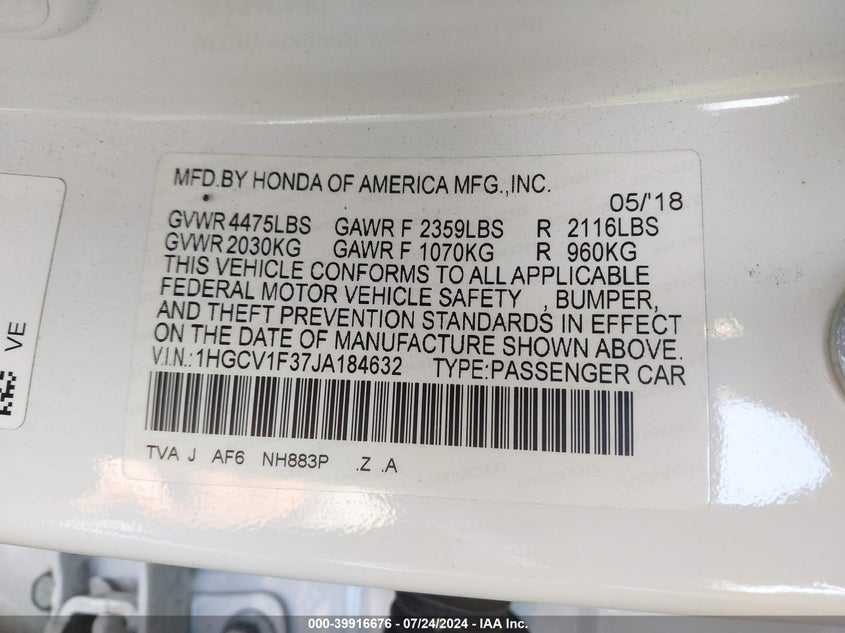 MFD.BY HONDA OF AMERICA MFG.,INC.
05/'18
GVWR 4475LBS GAWR F 2359LBS R 2116LBS
GVWR 2030KG GAWR F 1070KG R 960KG
THIS VEHICLE CONFORMS TO ALL APPLICABLE
FEDERAL MOTOR VEHICLE SAFETY , BUMPER,
AND THEFT PREVENTION STANDARDS IN EFFECT
ON THE DATE OF MANUFACTURE SHOWN ABOVE.
V.I.N.:1HGCV1F37JA184632 TYPE:PASSENGER CAR
TVA J AF6 NH883P .Z .A
VE
000-39916676 / 07/24/2024 - IAA Inc.